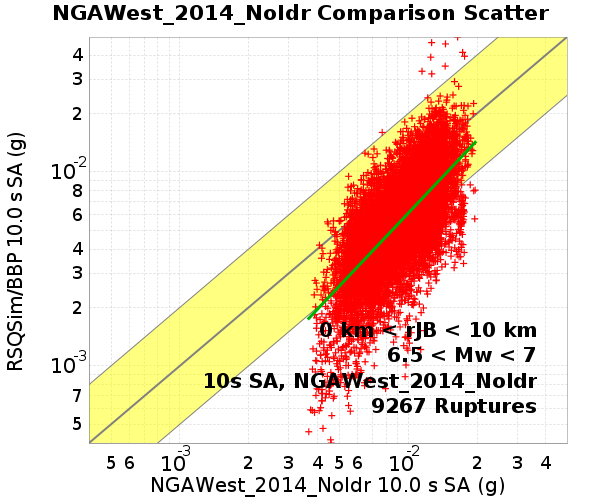 NGAWest_2014_NoIdr Comparison Scatter
RSQSim/BBP 10.0 s SA (g)
4
3
2
10-2
8
6
4
3
2
10-3
7
5
0 km < rJB < 10 km
6.5 < Mw < 7
10s SA, NGAWest_2014_NoIdr
9267 Ruptures
5 6 10-3 2 3 4 5 6 10-2 2 3 4
NGAWest_2014_NoIdr 10.0 s SA (g)